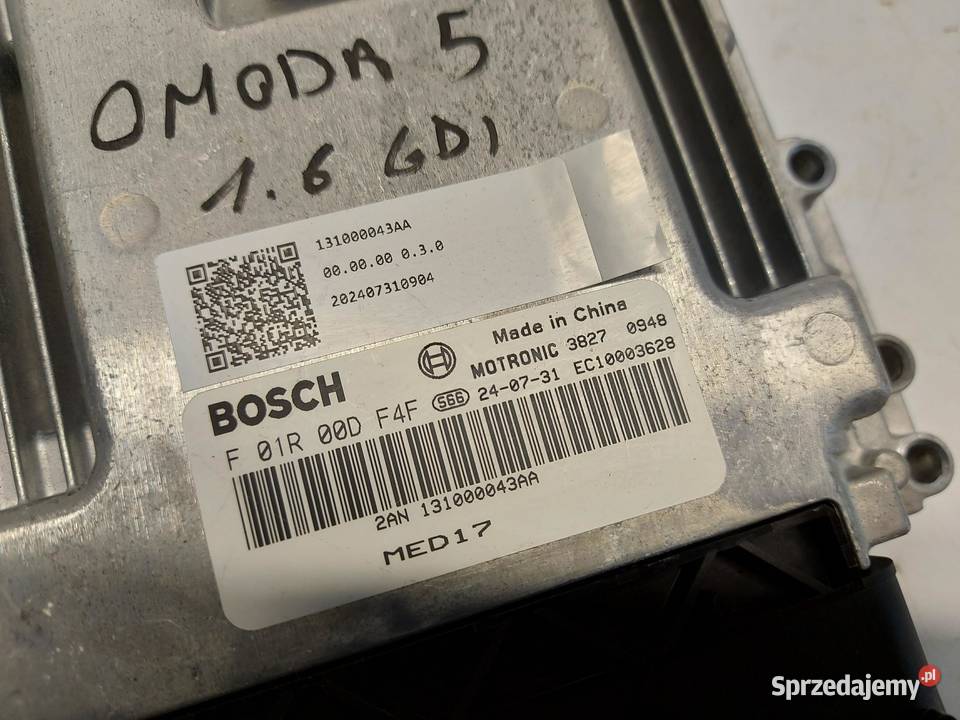 OMODA 5
1.6 GDI
131000043AA
00.00.00 0.3.0
202407310904
BOSCH
Made in China
MOTRONIC 3827 0948
F 01R 00D F4F 566 24-07-31 EC10003628
2AN 131000043AA
MED17
Sprzedajemy.pl